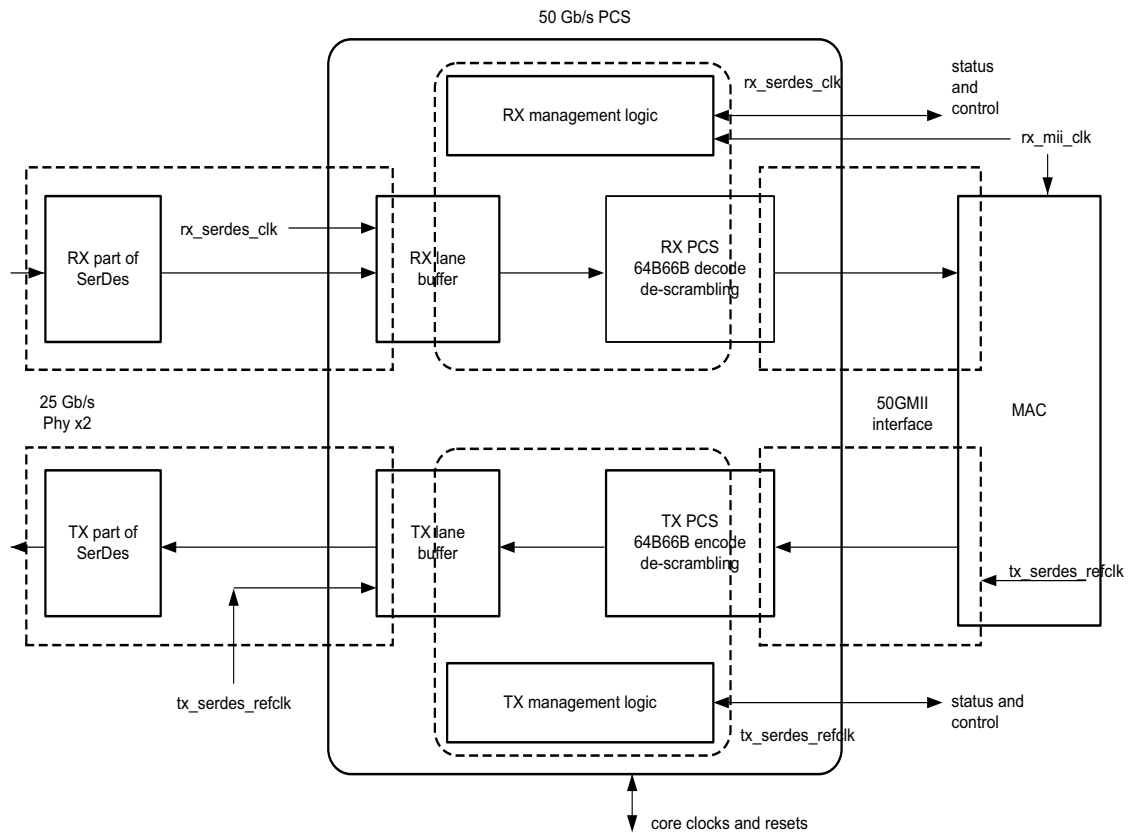 50 Gb/s PCS
rx_serdes_clk
status
and
control
RX management logic
rx_mii_clk
rx_serdes_clk
RX part of
SerDes
RX lane
buffer
RX PCS
64B66B decode
de-scrambling
25 Gb/s
Phy x2
50GMII
interface
MAC
TX part of
SerDes
TX lane
buffer
TX PCS
64B66B encode
de-scrambling
tx_serdes_refclk
tx_serdes_refclk
TX management logic
status and
control
tx_serdes_refclk
core clocks and resets